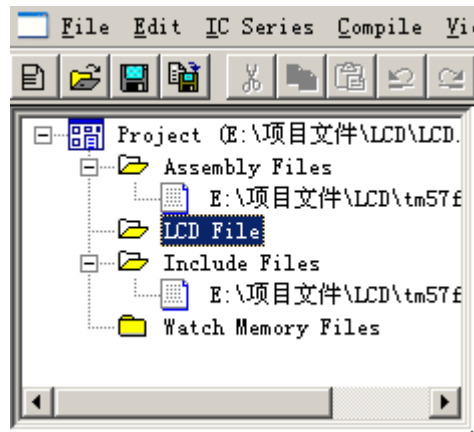 File Edit IC Series Compile Vi
Project (E:\项目文件\LCD\LCD.
Assembly Files
E:\项目文件\LCD\tm57f
LCD File
Include Files
E:\项目文件\LCD\tm57f
Watch Memory Files